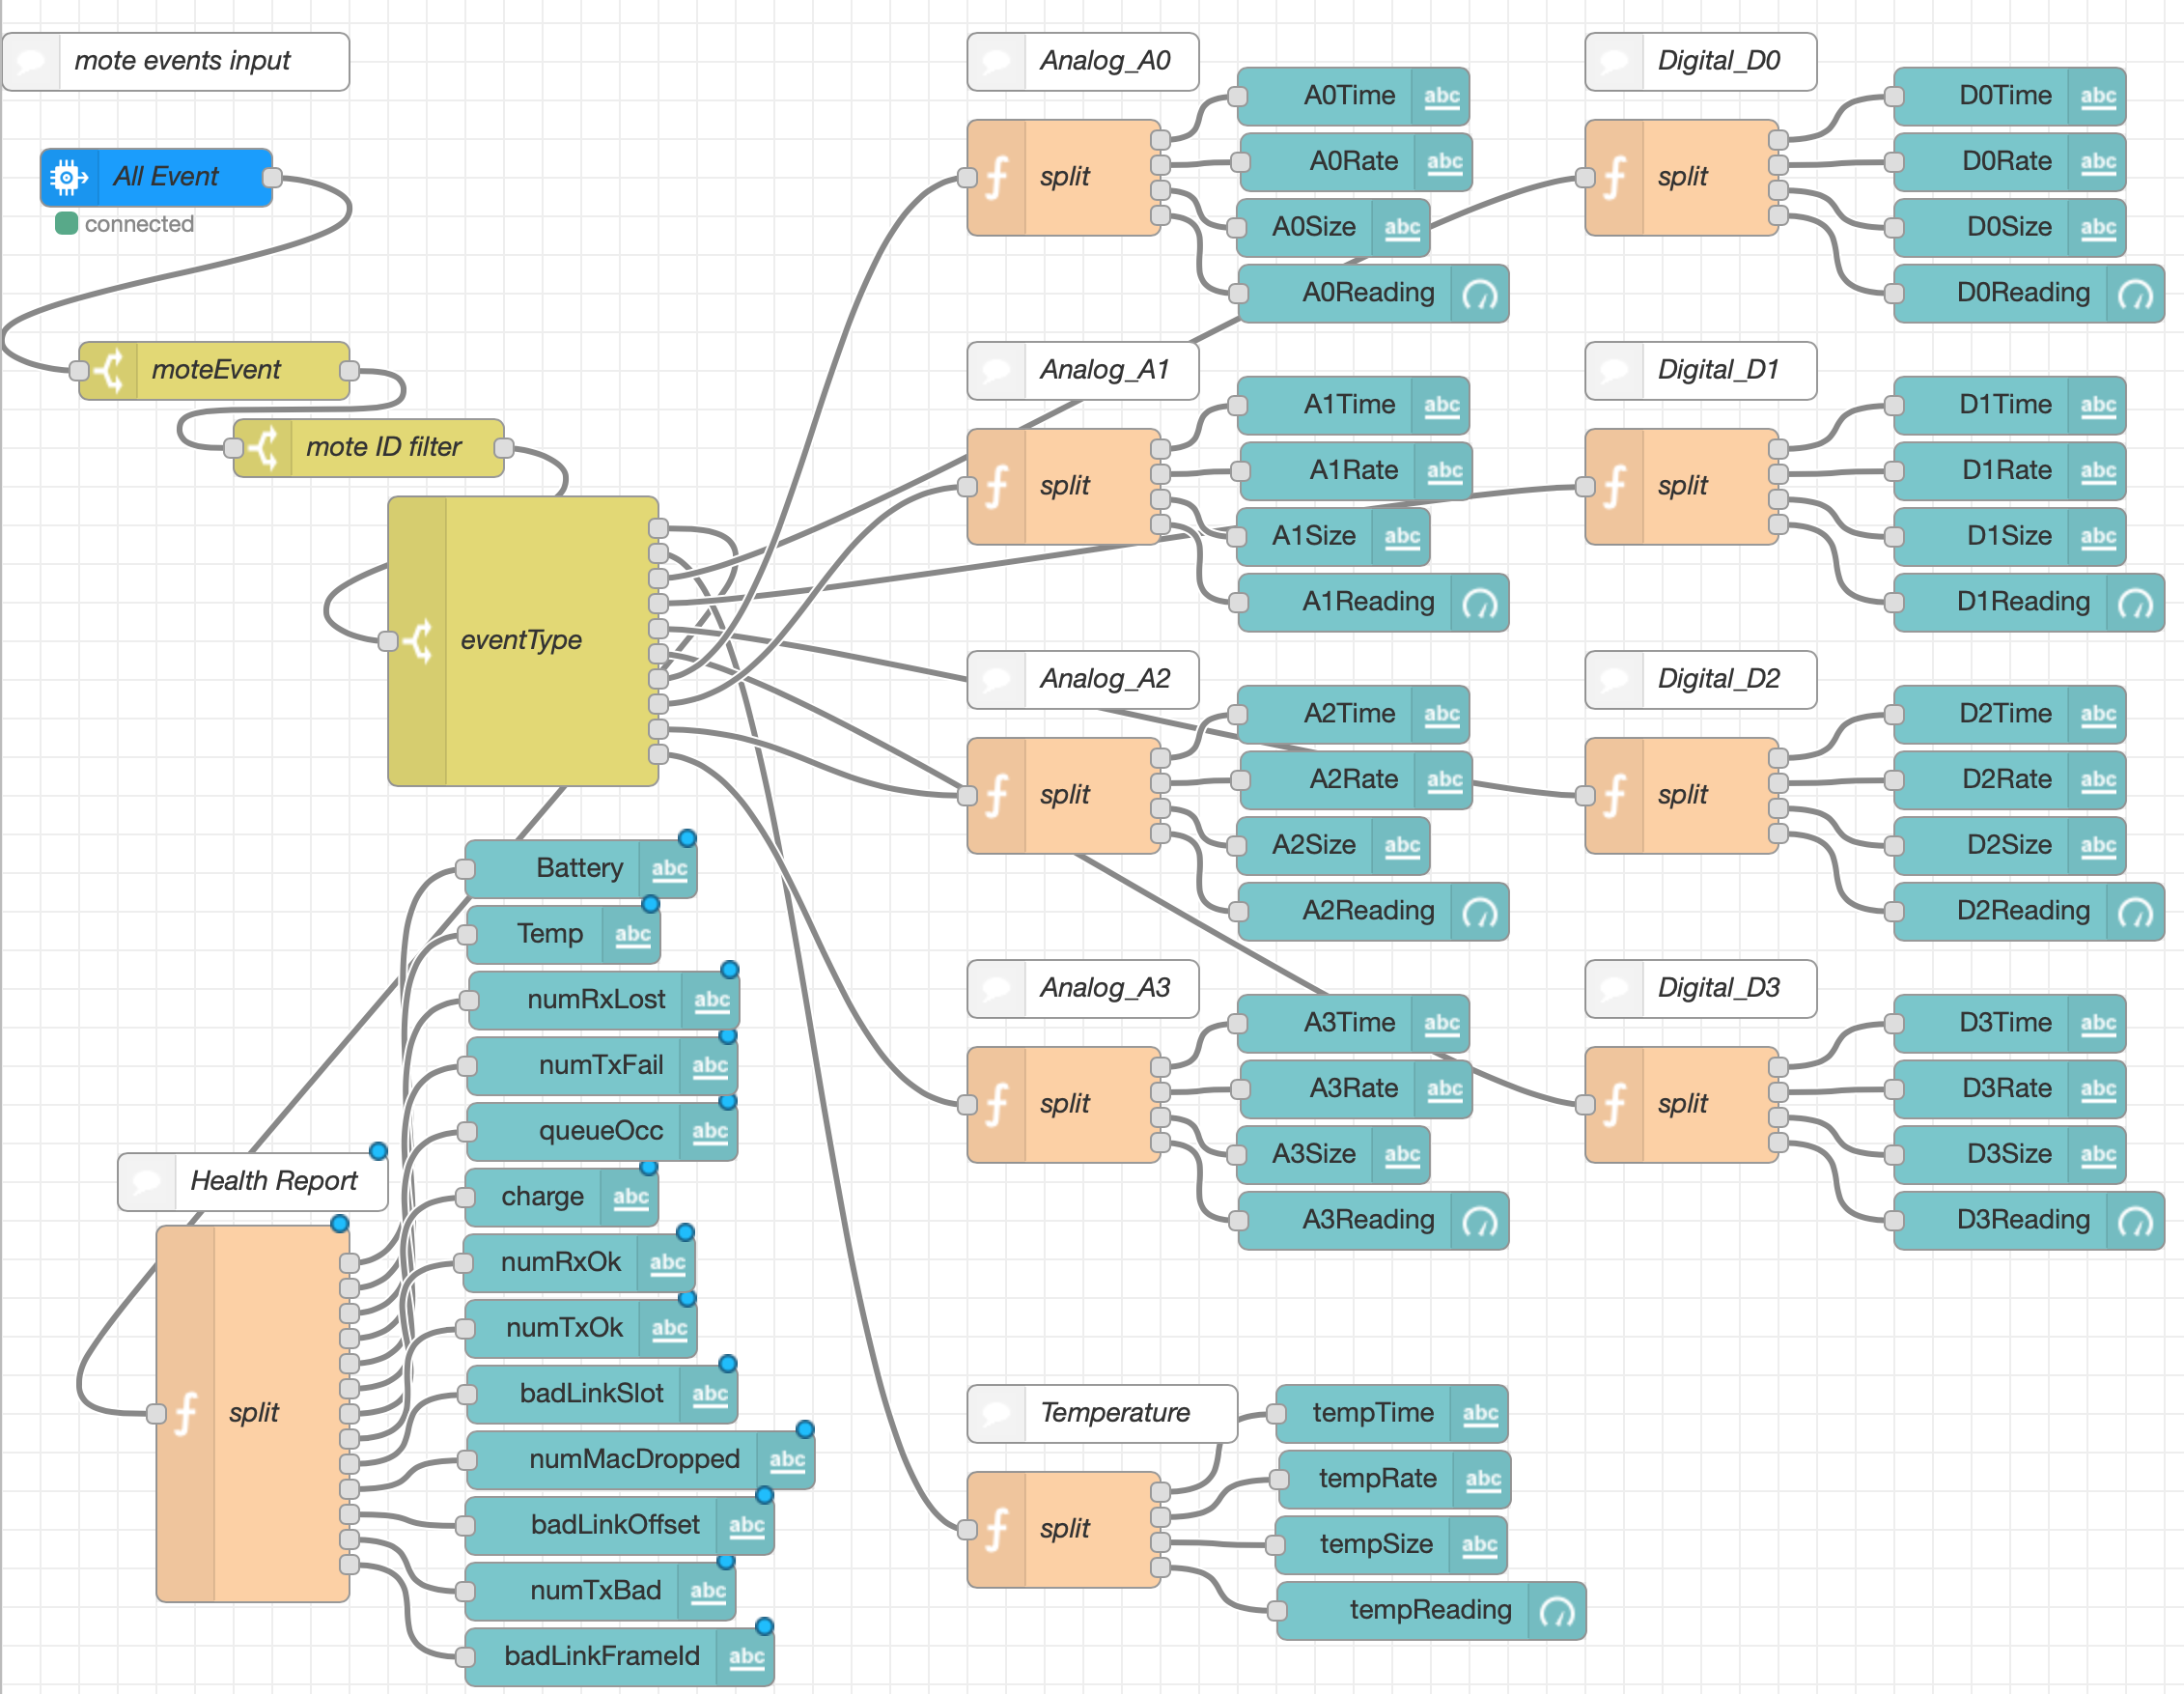 mote events input
All Event
connected
moteEvent
mote ID filter
eventType
Battery abc
Temp abc
numRxLost abc
numTxFail abc
queueOcc abc
charge abc
numRxOk abc
numTxOk abc
badLinkSlot abc
numMacDropped abc
badLinkOffset abc
numTxBad abc
badLinkFrameId abc
Health Report
split
Analog_A0
split
A0Time abc
A0Rate abc
A0Size abc
A0Reading
Analog_A1
split
A1Time abc
A1Rate abc
A1Size abc
A1Reading
Analog_A2
split
A2Time abc
A2Rate abc
A2Size abc
A2Reading
Analog_A3
split
A3Time abc
A3Rate abc
A3Size abc
A3Reading
Temperature
split
tempTime abc
tempRate abc
tempSize abc
tempReading
Digital_D0
split
D0Time abc
D0Rate abc
D0Size abc
D0Reading
Digital_D1
split
D1Time abc
D1Rate abc
D1Size abc
D1Reading
Digital_D2
split
D2Time abc
D2Rate abc
D2Size abc
D2Reading
Digital_D3
split
D3Time abc
D3Rate abc
D3Size abc
D3Reading